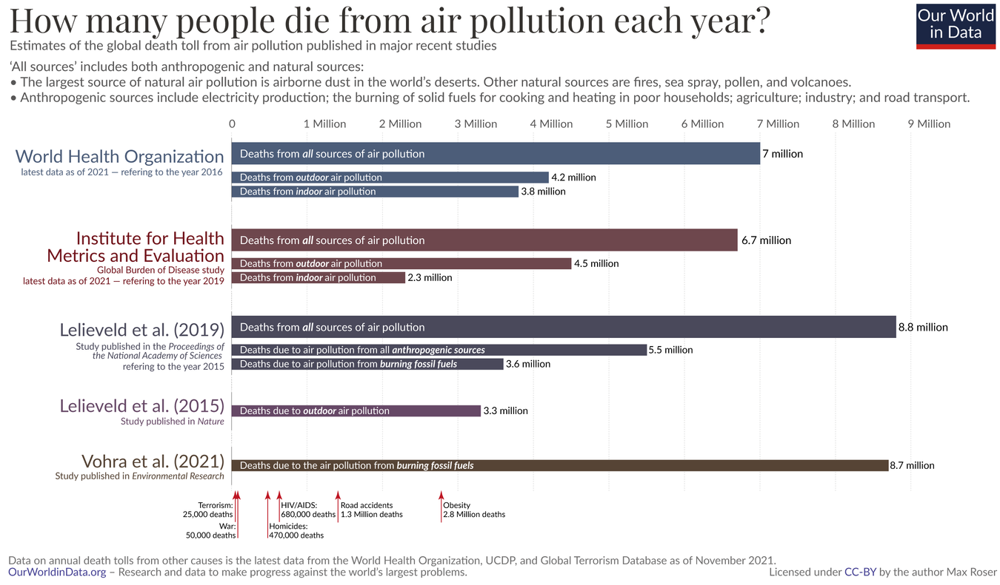 How many people die from air pollution each year?
Our World
in Data
Estimates of the global death toll from air pollution published in major recent studies
‘All sources’ includes both anthropogenic and natural sources:
• The largest source of natural air pollution is airborne dust in the world’s deserts. Other natural sources are fires, sea spray, pollen, and volcanoes.
• Anthropogenic sources include electricity production; the burning of solid fuels for cooking and heating in poor households; agriculture; industry; and road transport.
0 1 Million 2 Million 3 Million 4 Million 5 Million 6 Million 7 Million 8 Million 9 Million
World Health Organization
latest data as of 2021 — refering to the year 2016
Deaths from all sources of air pollution 7 million
Deaths from outdoor air pollution 4.2 million
Deaths from indoor air pollution 3.8 million
Institute for Health
Metrics and Evaluation
Global Burden of Disease study
latest data as of 2021 — refering to the year 2019
Deaths from all sources of air pollution 6.7 million
Deaths from outdoor air pollution 4.5 million
Deaths from indoor air pollution 2.3 million
Lelieveld et al. (2019)
Study published in the Proceedings of
the National Academy of Sciences
refering to the year 2015
Deaths from all sources of air pollution 8.8 million
Deaths due to air pollution from all anthropogenic sources 5.5 million
Deaths due to air pollution from burning fossil fuels 3.6 million
Lelieveld et al. (2015)
Study published in Nature
Deaths due to outdoor air pollution 3.3 million
Vohra et al. (2021)
Study published in Environmental Research
Deaths due to the air pollution from burning fossil fuels 8.7 million
Terrorism:
25,000 deaths
War:
50,000 deaths
Homicides:
470,000 deaths
HIV/AIDS:
680,000 deaths
Road accidents
1.3 Million deaths
Obesity
2.8 Million deaths
Data on annual death tolls from other causes is the latest data from the World Health Organization, UCDP, and Global Terrorism Database as of November 2021.
OurWorldinData.org – Research and data to make progress against the world’s largest problems.
Licensed under CC-BY by the author Max Roser